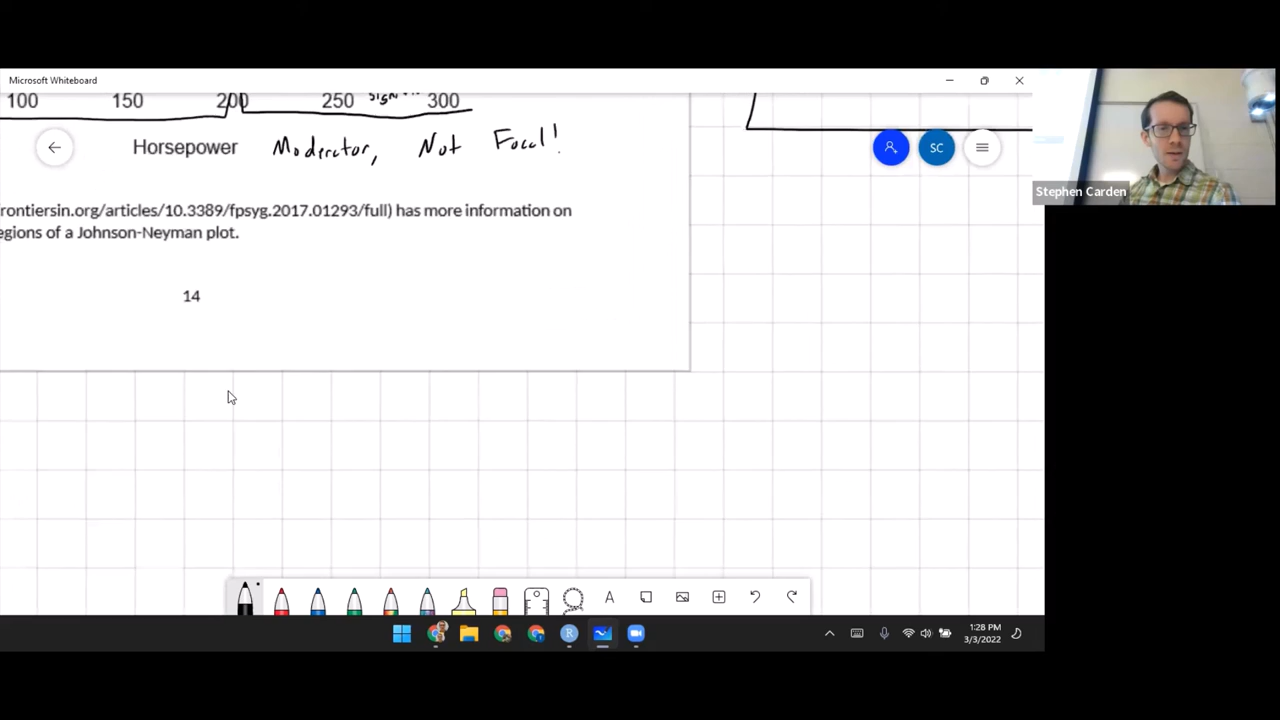 Microsoft Whiteboard
100 150 200 250 300
Horsepower Moderator, Not Focal!
SC
Stephen Carden
rontiersin.org/articles/10.3389/fpsyg.2017.01293/full) has more information on
egions of a Johnson-Neyman plot.
14
A
1:28 PM
3/3/2022